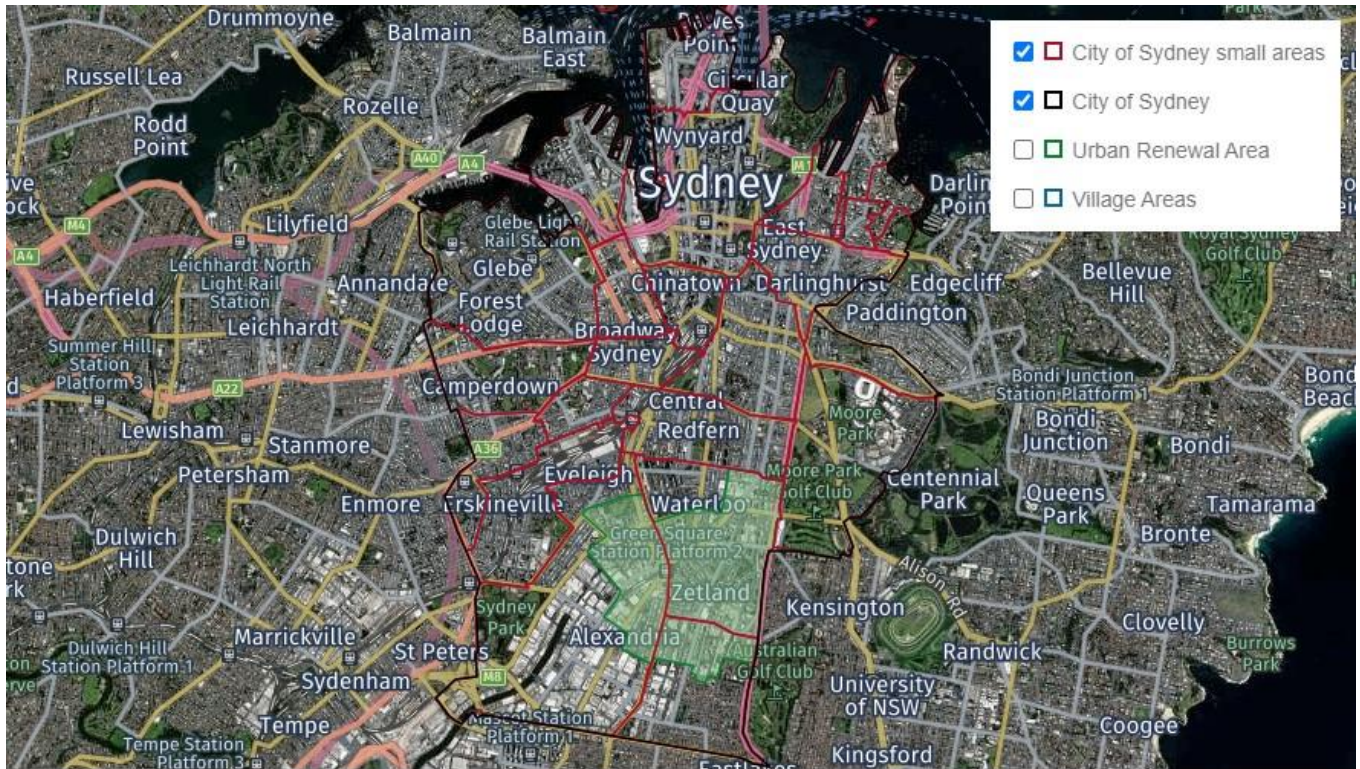 Drummoyne
Balmain
Balmain
East
Point
Circular
Quay
Russell Lea
Rozelle
Rodd
Point
Wynyard
A40
A4
M1
Sydney
Darling
Point
M4
A4
Lilyfield
Glebe Light
Rail Station
East
Sydney
Royal Sydney
Golf Club
Leichhardt North
Light Rail
Station
Annandale
Glebe
Chinatown
Darlinghurst
Edgecliff
Bellevue
Hill
Haberfield
Forest
Lodge
Leichhardt
Broadway
Sydney
Paddington
Summer Hill
Station
Platform 3
A22
Camperdown
Bondi Junction
Station Platform 1
Bondi
Beach
Central
Moore
Park
Lewisham
Stanmore
Redfern
Bondi
Junction
Bondi
A36
Petersham
Eveleigh
Moore Park
Golf Club
Centennial
Park
Enmore
Erskineville
Waterloo
Queens
Park
Tamarama
Dulwich
Hill
Green Square
Station Platform 2
Bronte
Alison Rd
Zetland
Sydney
Park
Kensington
Clovelly
Marrickville
Alexandria
Dulwich Hill
Station Platform 1
St Peters
Australian
Golf Club
Randwick
Burrows
Park
Sydenham
M8
University
of NSW
Tempe
Mascot Station
Platform 1
Coogee
Tempe Station
Platform 3
Eastlakes
Kingsford
City of Sydney small areas
City of Sydney
Urban Renewal Area
Village Areas